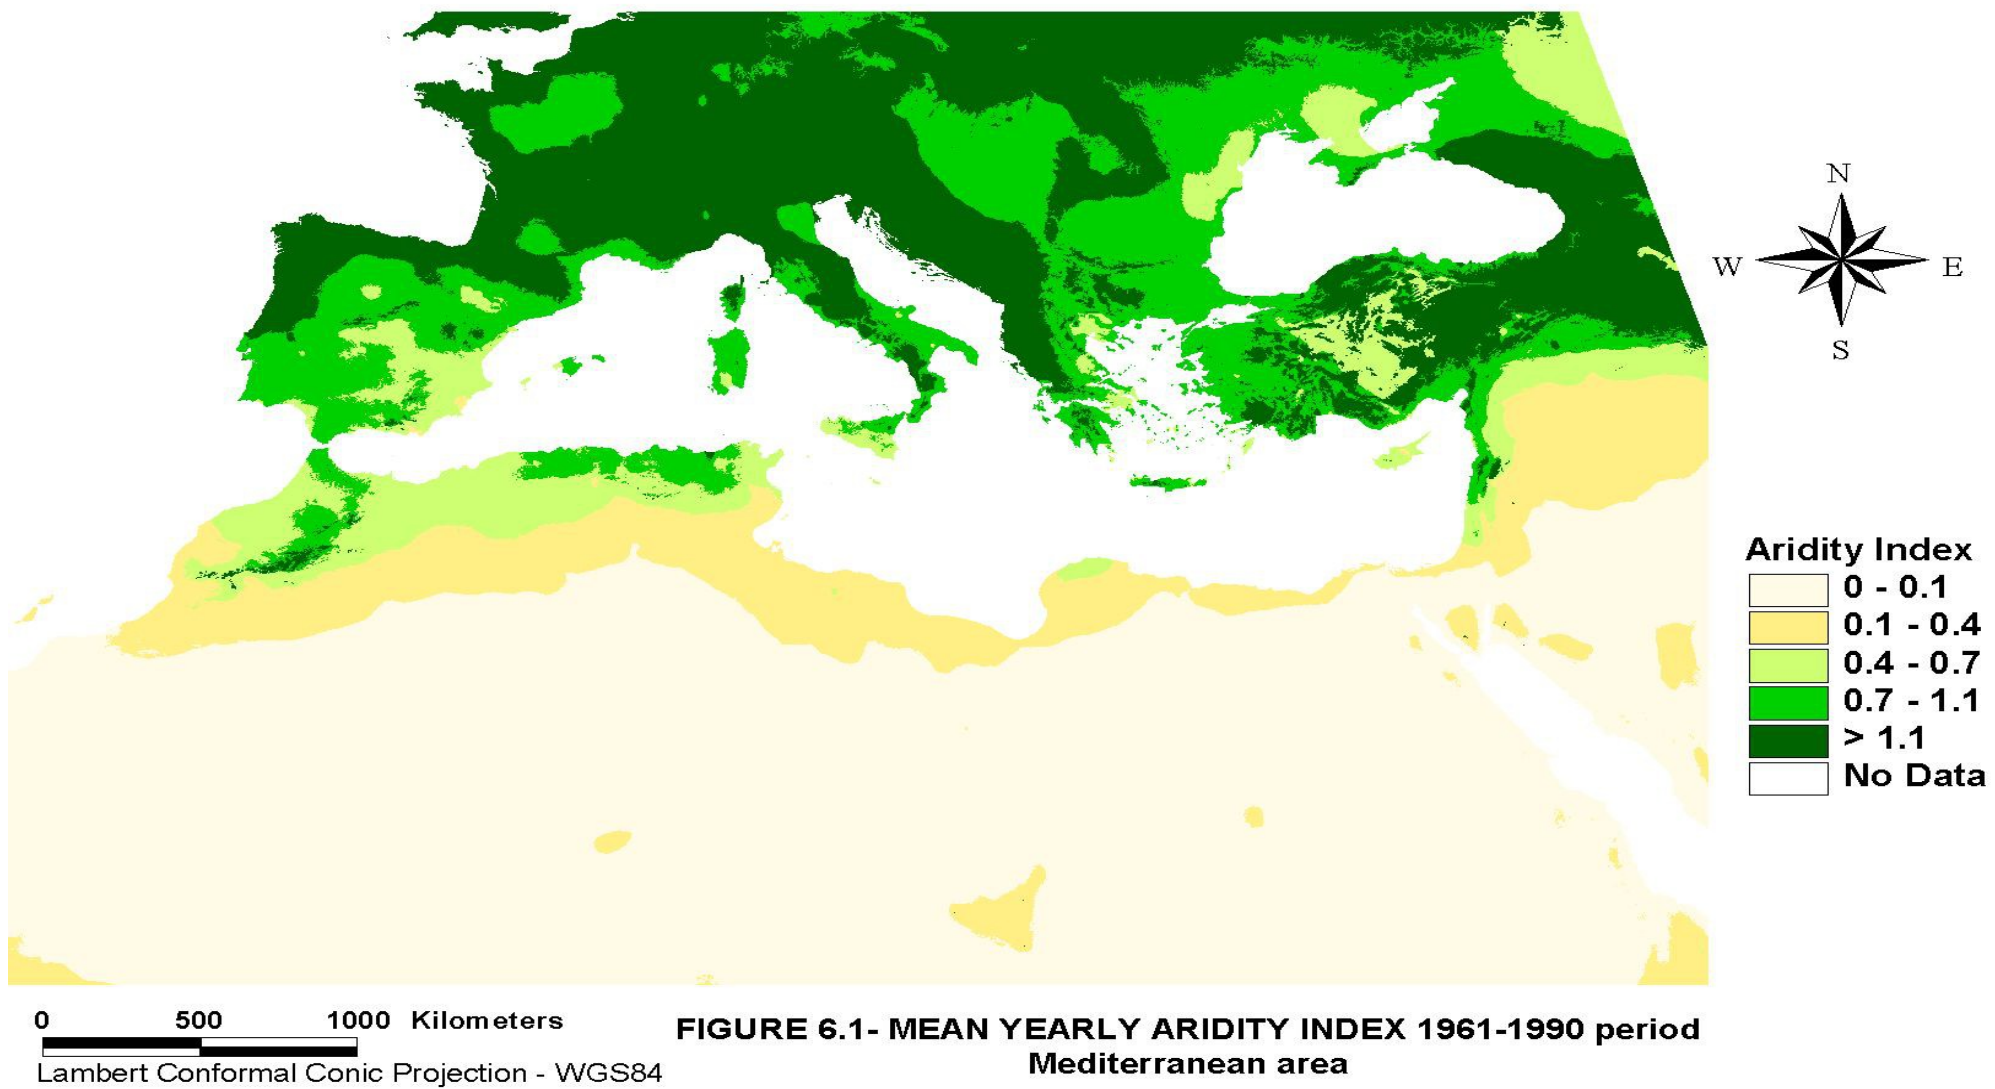 N
W E
S
Aridity Index
0 - 0.1
0.1 - 0.4
0.4 - 0.7
0.7 - 1.1
> 1.1
No Data
0 500 1000 Kilometers
Lambert Conformal Conic Projection - WGS84
FIGURE 6.1- MEAN YEARLY ARIDITY INDEX 1961-1990 period
Mediterranean area